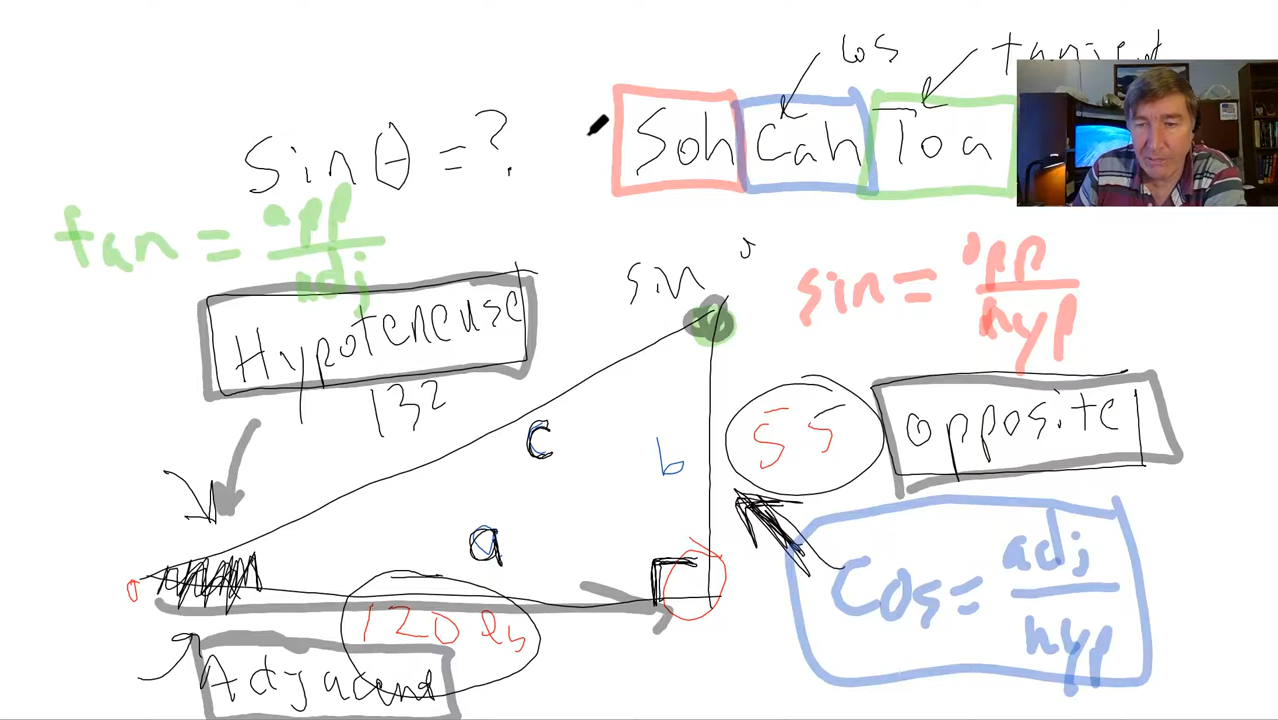 cos
Soh Cah Toa
sin θ = ?
tan = opp
adj
sin
sin = opp
hyp
Hypoteneuse
132
c
b
55
opposite
a
120 lbs
Adjacent
Cos = adj
hyp